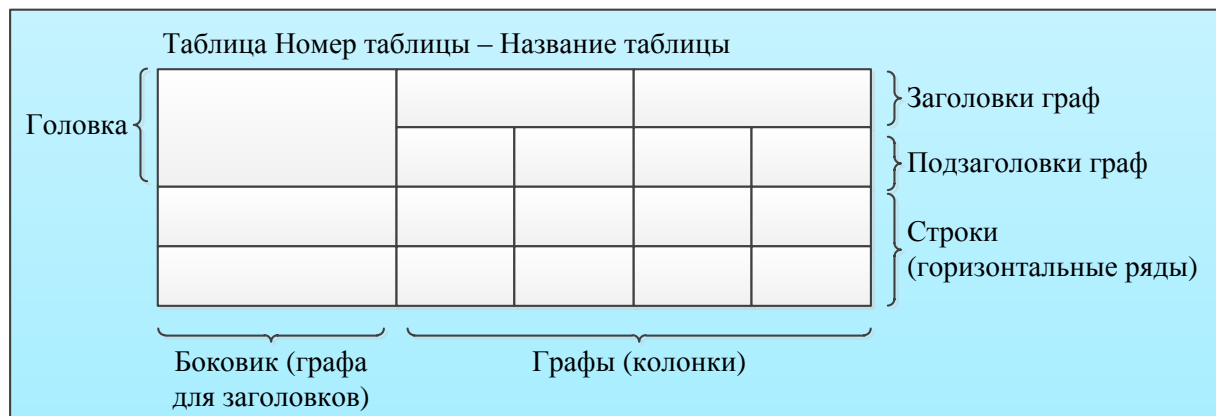 Таблица Номер таблицы – Название таблицы
Головка
Заголовки граф
Подзаголовки граф
Строки
(горизонтальные ряды)
Боковик (графа
для заголовков)
Графы (колонки)